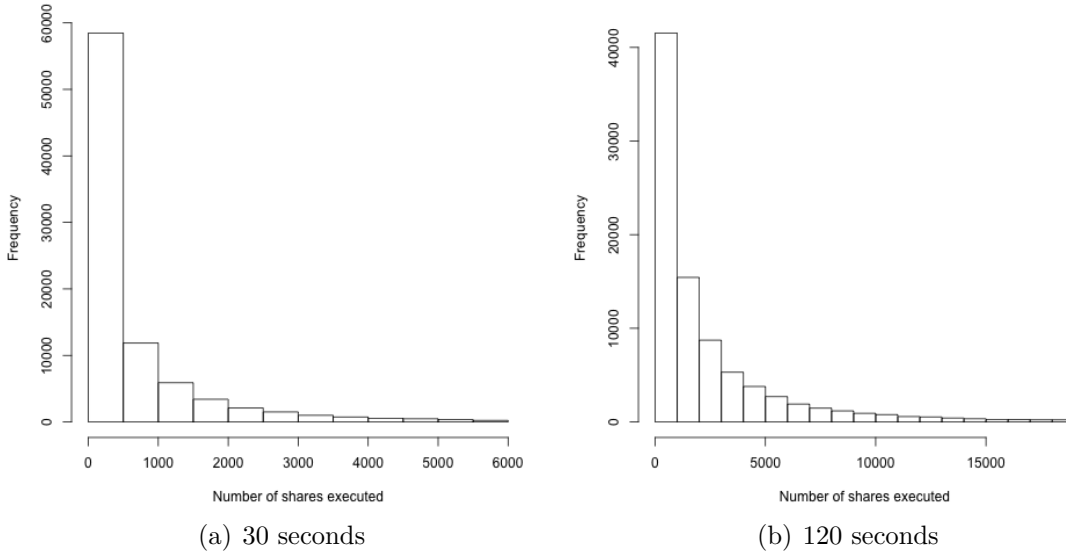 Frequency
60000
50000
40000
30000
20000
10000
0
0 1000 2000 3000 4000 5000 6000
Number of shares executed
(a) 30 seconds
Frequency
40000
30000
20000
10000
0
0 5000 10000 15000
Number of shares executed
(b) 120 seconds